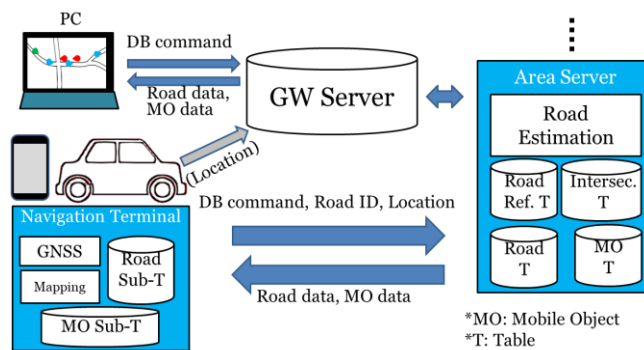 PC
DB command
Road data,
MO data
GW Server
(Location)
Area Server
Road
Estimation
Road
Ref. T
Intersec.
T
Road
T
MO
T
Navigation Terminal
GNSS
Mapping
Road
Sub-T
MO Sub-T
DB command, Road ID, Location
Road data, MO data
*MO: Mobile Object
*T: Table